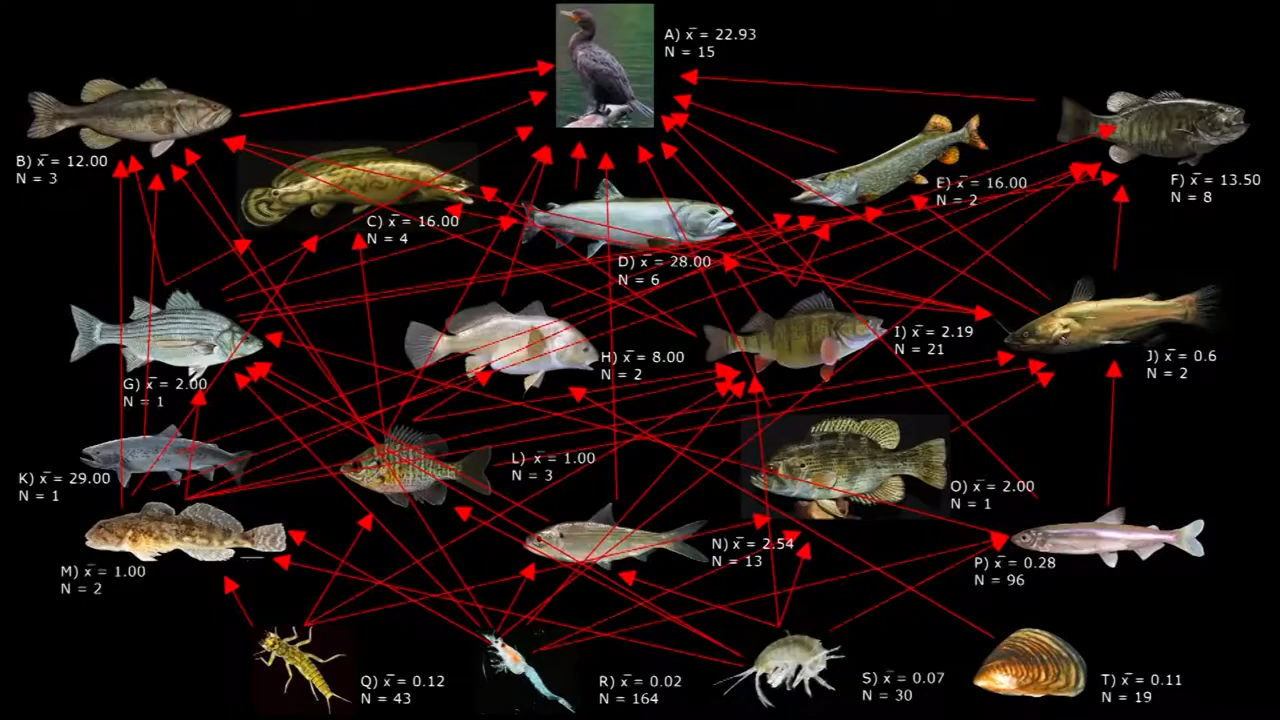 A) x̄ = 22.93
N = 15
B) x̄ = 12.00
N = 3
C) x̄ = 16.00
N = 4
D) x̄ = 28.00
N = 6
E) x̄ = 16.00
N = 2
F) x̄ = 13.50
N = 8
G) x̄ = 2.00
N = 1
H) x̄ = 8.00
N = 2
I) x̄ = 2.19
N = 21
J) x̄ = 0.6
N = 2
K) x̄ = 29.00
N = 1
L) x̄ = 1.00
N = 3
M) x̄ = 1.00
N = 2
N) x̄ = 2.54
N = 13
O) x̄ = 2.00
N = 1
P) x̄ = 0.28
N = 96
Q) x̄ = 0.12
N = 43
R) x̄ = 0.02
N = 164
S) x̄ = 0.07
N = 30
T) x̄ = 0.11
N = 19